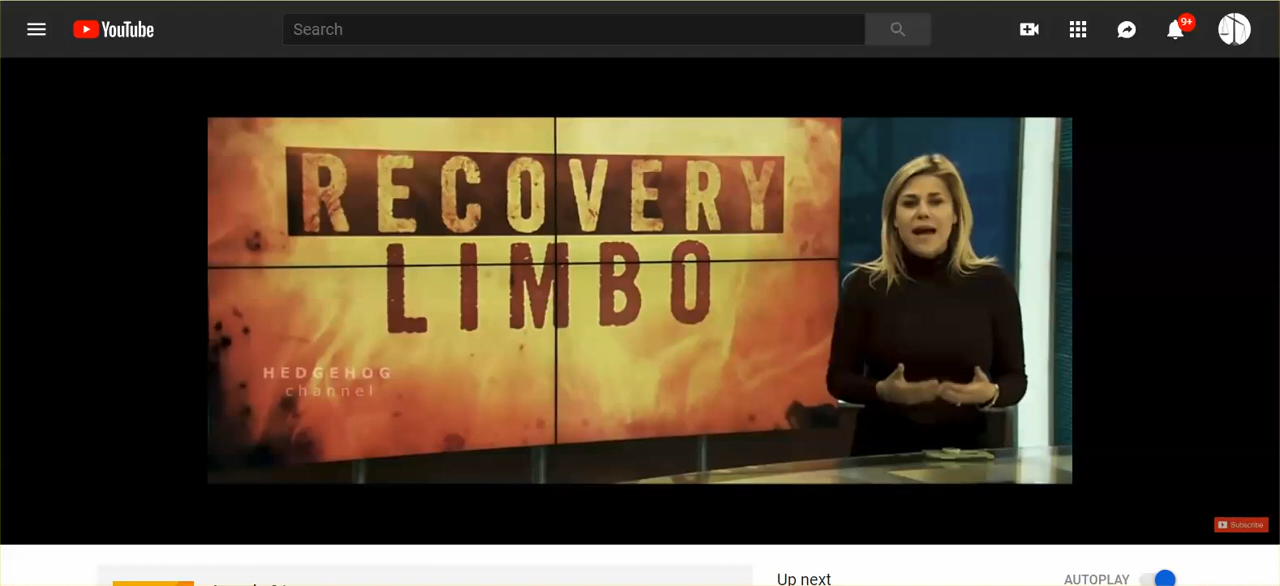 YouTube
Search
9+
RECOVERY
LIMBO
HEDGEHOG
channel
Subscribe
Up next
AUTOPLAY